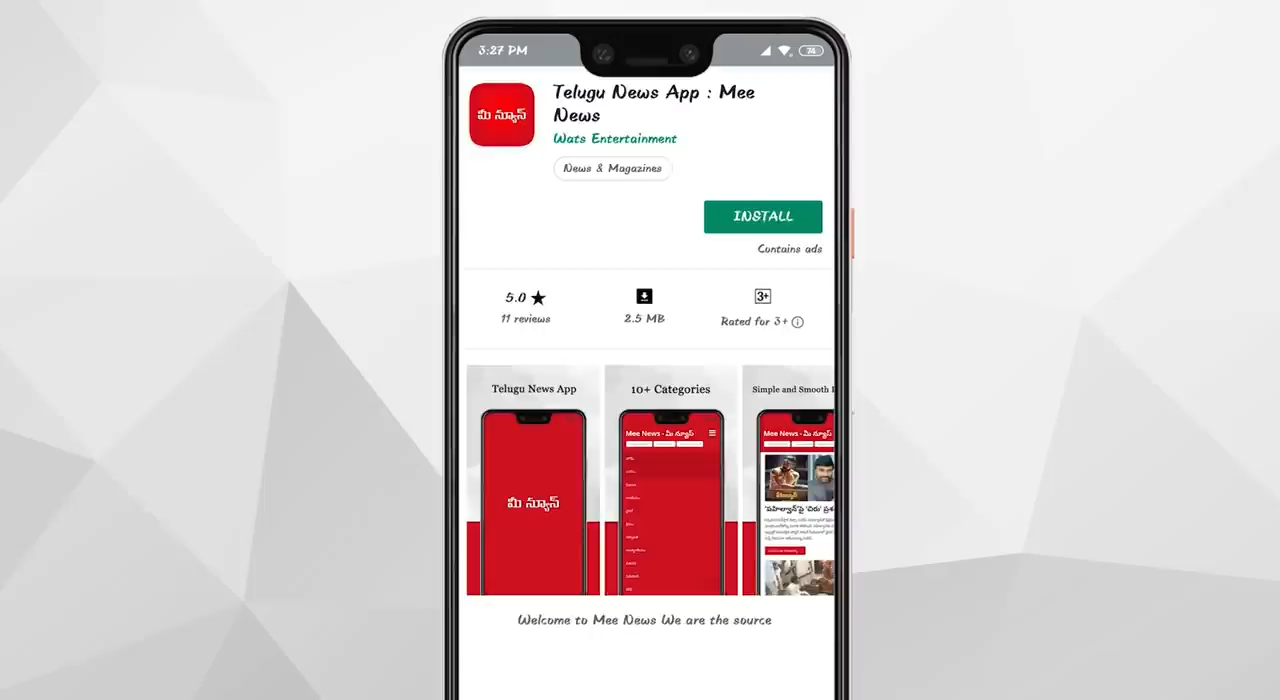 3:27 PM
74
మీ న్యూస్
Telugu News App : Mee
News
Wats Entertainment
News & Magazines
INSTALL
Contains ads
5.0 ★
11 reviews
2.5 MB
3+
Rated for 3+
Telugu News App
మీ న్యూస్
10+ Categories
Mee News - మీ న్యూస్
Simple and Smooth
Mee News - మీ న్యూస్
'పహిల్వాన్'పై 'చిరు'
Welcome to Mee News We are the source